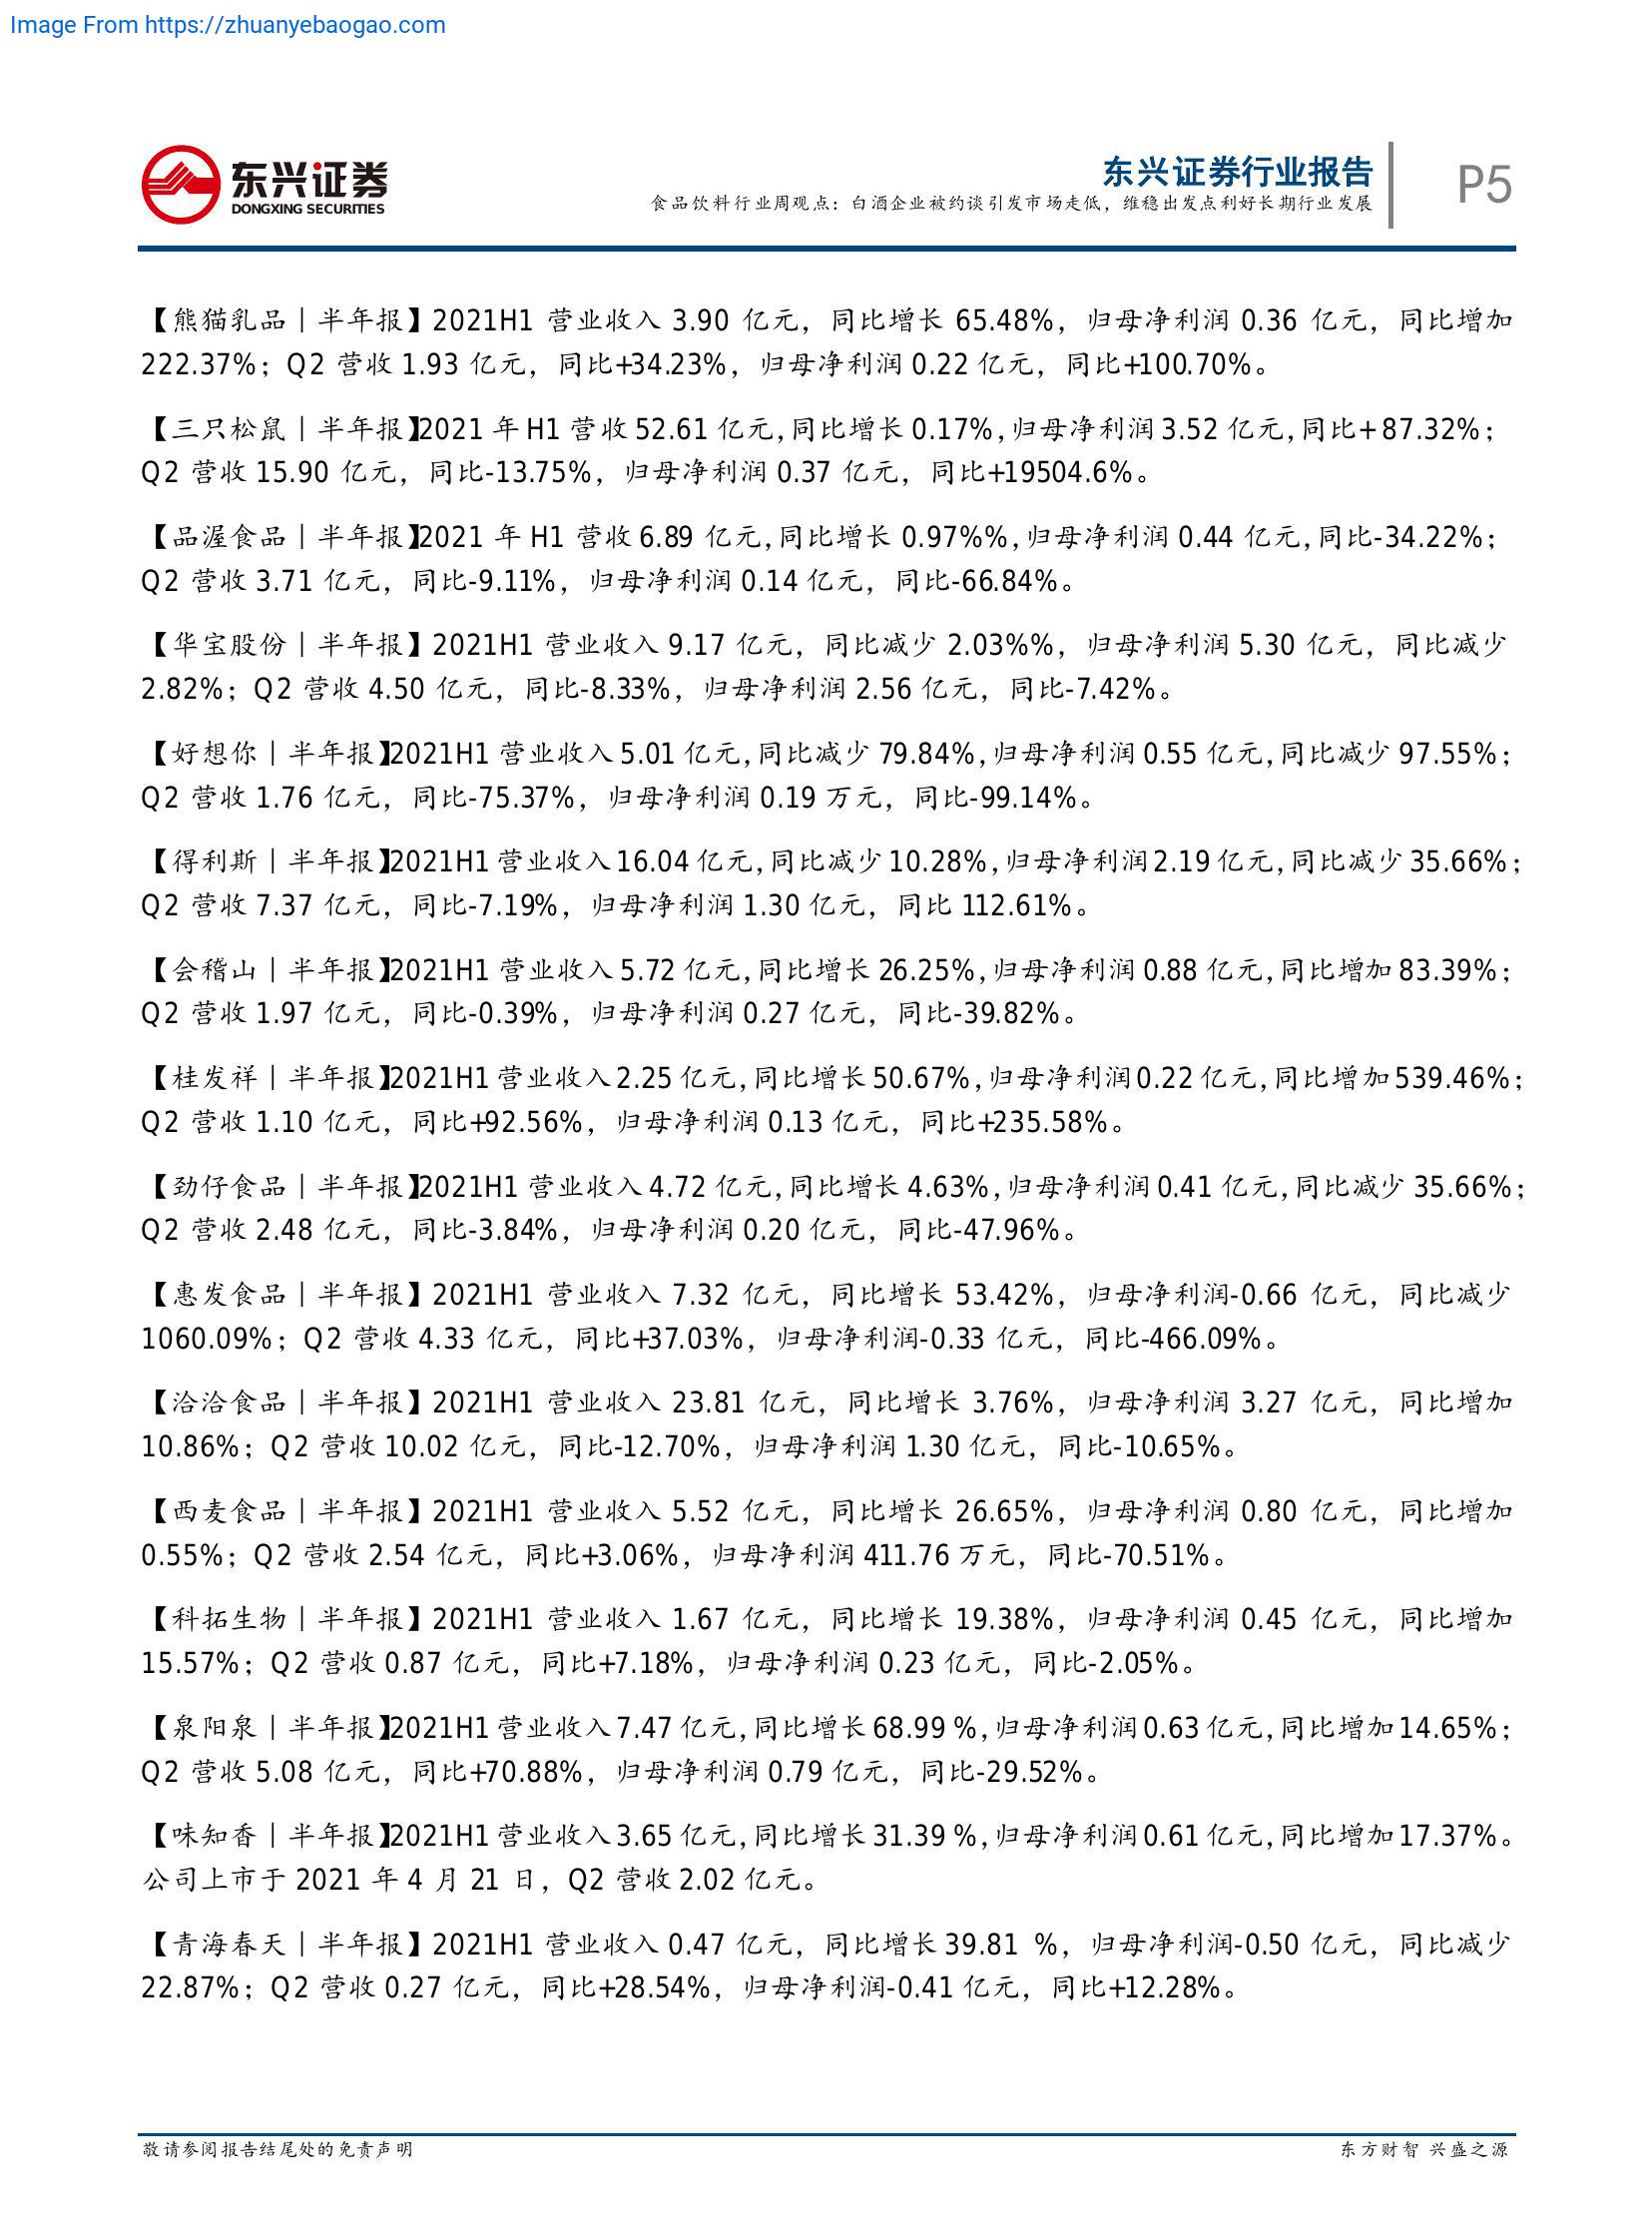 Image From https://zhuanyebaogao.com
东兴证券
DONGXING SECURITIES
东兴证券行业报告
P5
食品饮料行业周观点：白酒企业被约谈引发市场走低，维稳出发点利好长期行业发展
【熊猫乳品｜半年报】2021H1 营业收入 3.90 亿元，同比增长 65.48%，归母净利润 0.36 亿元，同比增加
222.37%；Q2 营收 1.93 亿元，同比+34.23%，归母净利润 0.22 亿元，同比+100.70%。
【三只松鼠｜半年报】2021 年 H1 营收 52.61 亿元，同比增长 0.17%，归母净利润 3.52 亿元，同比+ 87.32%；
Q2 营收 15.90 亿元，同比-13.75%，归母净利润 0.37 亿元，同比+19504.6%。
【品渥食品｜半年报】2021 年 H1 营收 6.89 亿元，同比增长 0.97%%，归母净利润 0.44 亿元，同比-34.22%；
Q2 营收 3.71 亿元，同比-9.11%，归母净利润 0.14 亿元，同比-66.84%。
【华宝股份｜半年报】2021H1 营业收入 9.17 亿元，同比减少 2.03%%，归母净利润 5.30 亿元，同比减少
2.82%；Q2 营收 4.50 亿元，同比-8.33%，归母净利润 2.56 亿元，同比-7.42%。
【好想你｜半年报】2021H1 营业收入 5.01 亿元，同比减少 79.84%，归母净利润 0.55 亿元，同比减少 97.55%；
Q2 营收 1.76 亿元，同比-75.37%，归母净利润 0.19 万元，同比-99.14%。
【得利斯｜半年报】2021H1 营业收入 16.04 亿元，同比减少 10.28%，归母净利润 2.19 亿元，同比减少 35.66%；
Q2 营收 7.37 亿元，同比-7.19%，归母净利润 1.30 亿元，同比 112.61%。
【会稽山｜半年报】2021H1 营业收入 5.72 亿元，同比增长 26.25%，归母净利润 0.88 亿元，同比增加 83.39%；
Q2 营收 1.97 亿元，同比-0.39%，归母净利润 0.27 亿元，同比-39.82%。
【桂发祥｜半年报】2021H1 营业收入 2.25 亿元，同比增长 50.67%，归母净利润 0.22 亿元，同比增加 539.46%；
Q2 营收 1.10 亿元，同比+92.56%，归母净利润 0.13 亿元，同比+235.58%。
【劲仔食品｜半年报】2021H1 营业收入 4.72 亿元，同比增长 4.63%，归母净利润 0.41 亿元，同比减少 35.66%；
Q2 营收 2.48 亿元，同比-3.84%，归母净利润 0.20 亿元，同比-47.96%。
【惠发食品｜半年报】2021H1 营业收入 7.32 亿元，同比增长 53.42%，归母净利润-0.66 亿元，同比减少
1060.09%；Q2 营收 4.33 亿元，同比+37.03%，归母净利润-0.33 亿元，同比-466.09%。
【洽洽食品｜半年报】2021H1 营业收入 23.81 亿元，同比增长 3.76%，归母净利润 3.27 亿元，同比增加
10.86%；Q2 营收 10.02 亿元，同比-12.70%，归母净利润 1.30 亿元，同比-10.65%。
【西麦食品｜半年报】2021H1 营业收入 5.52 亿元，同比增长 26.65%，归母净利润 0.80 亿元，同比增加
0.55%；Q2 营收 2.54 亿元，同比+3.06%，归母净利润 411.76 万元，同比-70.51%。
【科拓生物｜半年报】2021H1 营业收入 1.67 亿元，同比增长 19.38%，归母净利润 0.45 亿元，同比增加
15.57%；Q2 营收 0.87 亿元，同比+7.18%，归母净利润 0.23 亿元，同比-2.05%。
【泉阳泉｜半年报】2021H1 营业收入 7.47 亿元，同比增长 68.99 %，归母净利润 0.63 亿元，同比增加 14.65%；
Q2 营收 5.08 亿元，同比+70.88%，归母净利润 0.79 亿元，同比-29.52%。
【味知香｜半年报】2021H1 营业收入 3.65 亿元，同比增长 31.39 %，归母净利润 0.61 亿元，同比增加 17.37%。
公司上市于 2021 年 4 月 21 日，Q2 营收 2.02 亿元。
【青海春天｜半年报】2021H1 营业收入 0.47 亿元，同比增长 39.81 %，归母净利润-0.50 亿元，同比减少
22.87%；Q2 营收 0.27 亿元，同比+28.54%，归母净利润-0.41 亿元，同比+12.28%。
敬请参阅报告结尾处的免责声明
东方财智 兴盛之源